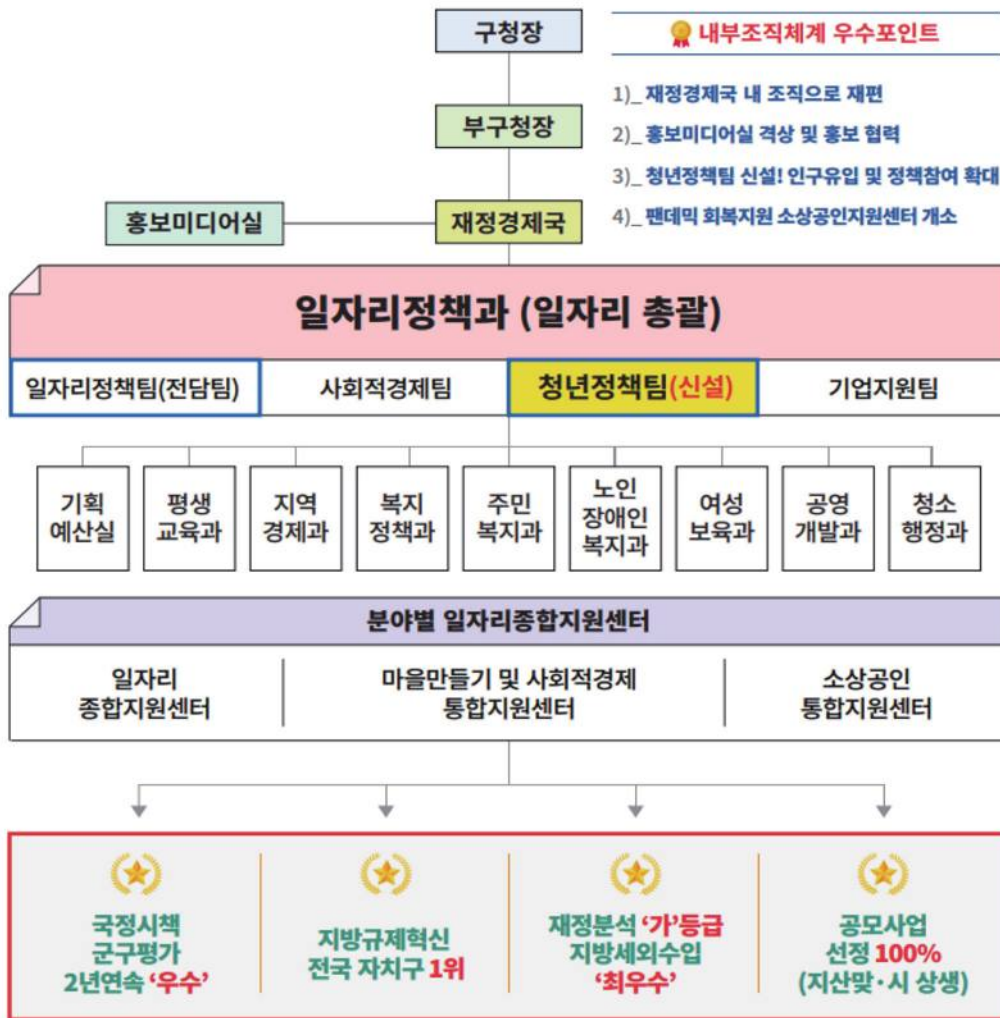 구청장
내부조직체계 우수포인트
1)_ 재정경제국 내 조직으로 재편
부구청장
2)_ 홍보미디어실 격상 및 홍보 협력
3)_ 청년정책팀 신설! 인구유입 및 정책참여 확대
홍보미디어실
재정경제국
4)_ 팬데믹 회복지원 소상공인지원센터 개소
일자리정책과 (일자리 총괄)
일자리정책팀(전담팀)
사회적경제팀
청년정책팀(신설)
기업지원팀
기획
예산실
평생
교육과
지역
경제과
복지
정책과
주민
복지과
노인
장애인
복지과
여성
보육과
공영
개발과
청소
행정과
분야별 일자리종합지원센터
일자리
종합지원센터
마을만들기 및 사회적경제
통합지원센터
소상공인
통합지원센터
국정시책
군구평가
2년연속 ‘우수’
지방규제혁신
전국 자치구 1위
재정분석 ‘가’등급
지방세외수입
‘최우수’
공모사업
선정 100%
(지산맞·시 상생)